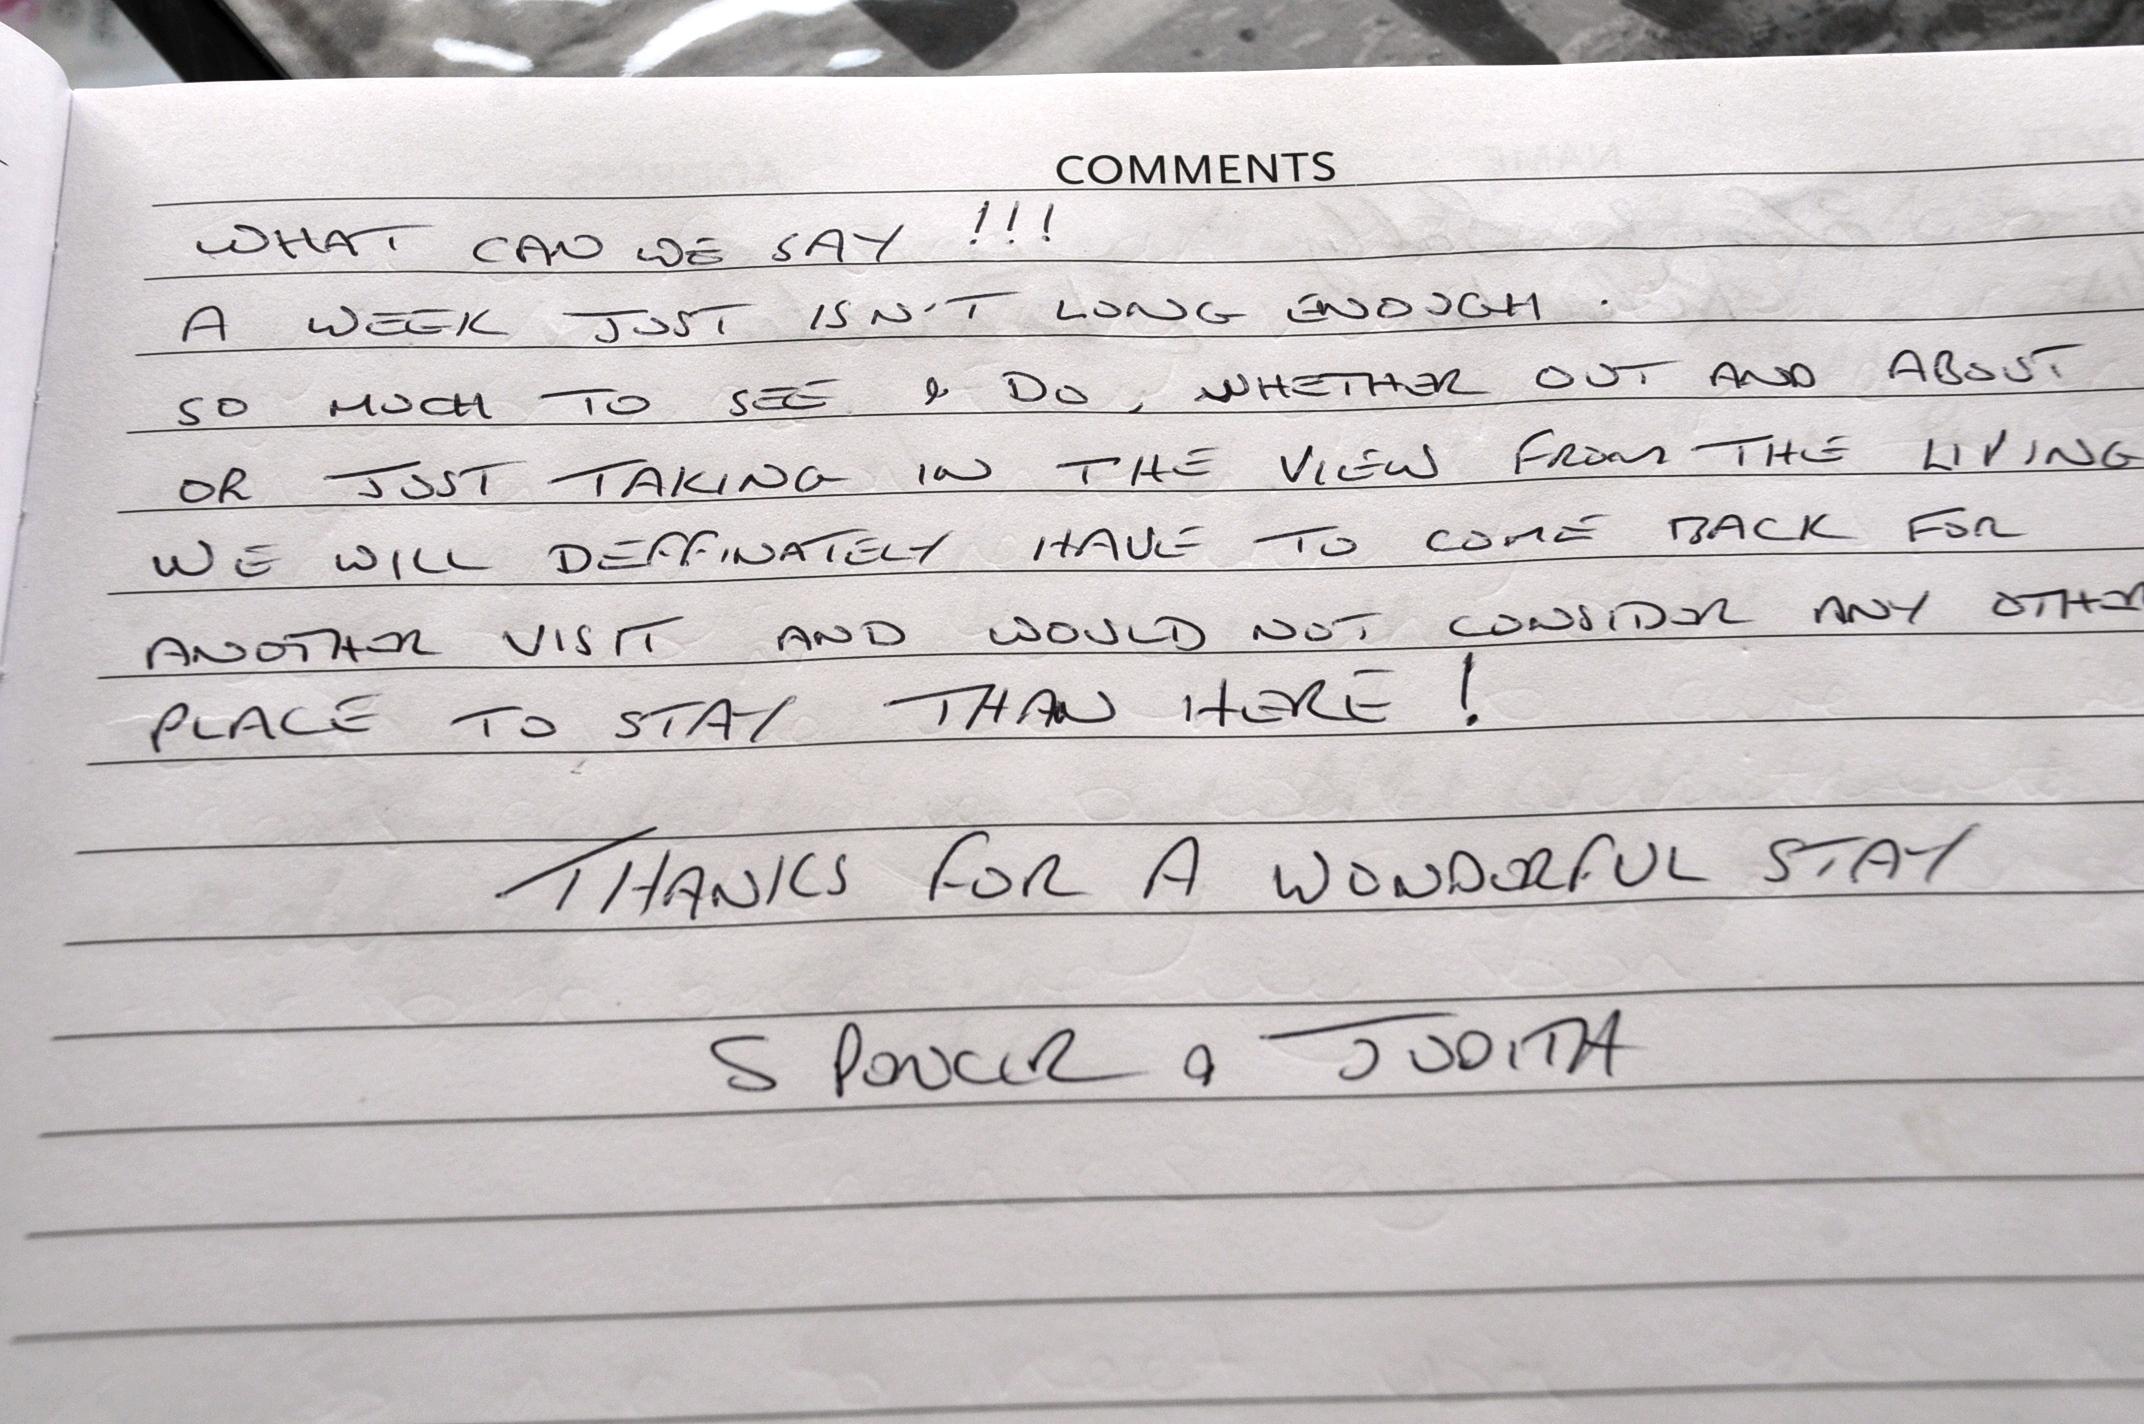 COMMENTS
WHAT CAN WE SAY !!!
A WEEK JUST ISN'T LONG ENOUGH .
SO MUCH TO SEE & DO, WHETHER OUT AND ABOUT
OR JUST TAKING IN THE VIEW FROM THE LIVING
WE WILL DEFFINATELY HAVE TO COME BACK FOR
ANOTHER VISIT AND WOULD NOT CONSIDER ANY OTHER
PLACE TO STAY THAN HERE !
THANKS FOR A WONDERFUL STAY
SPENCER & JUDITH